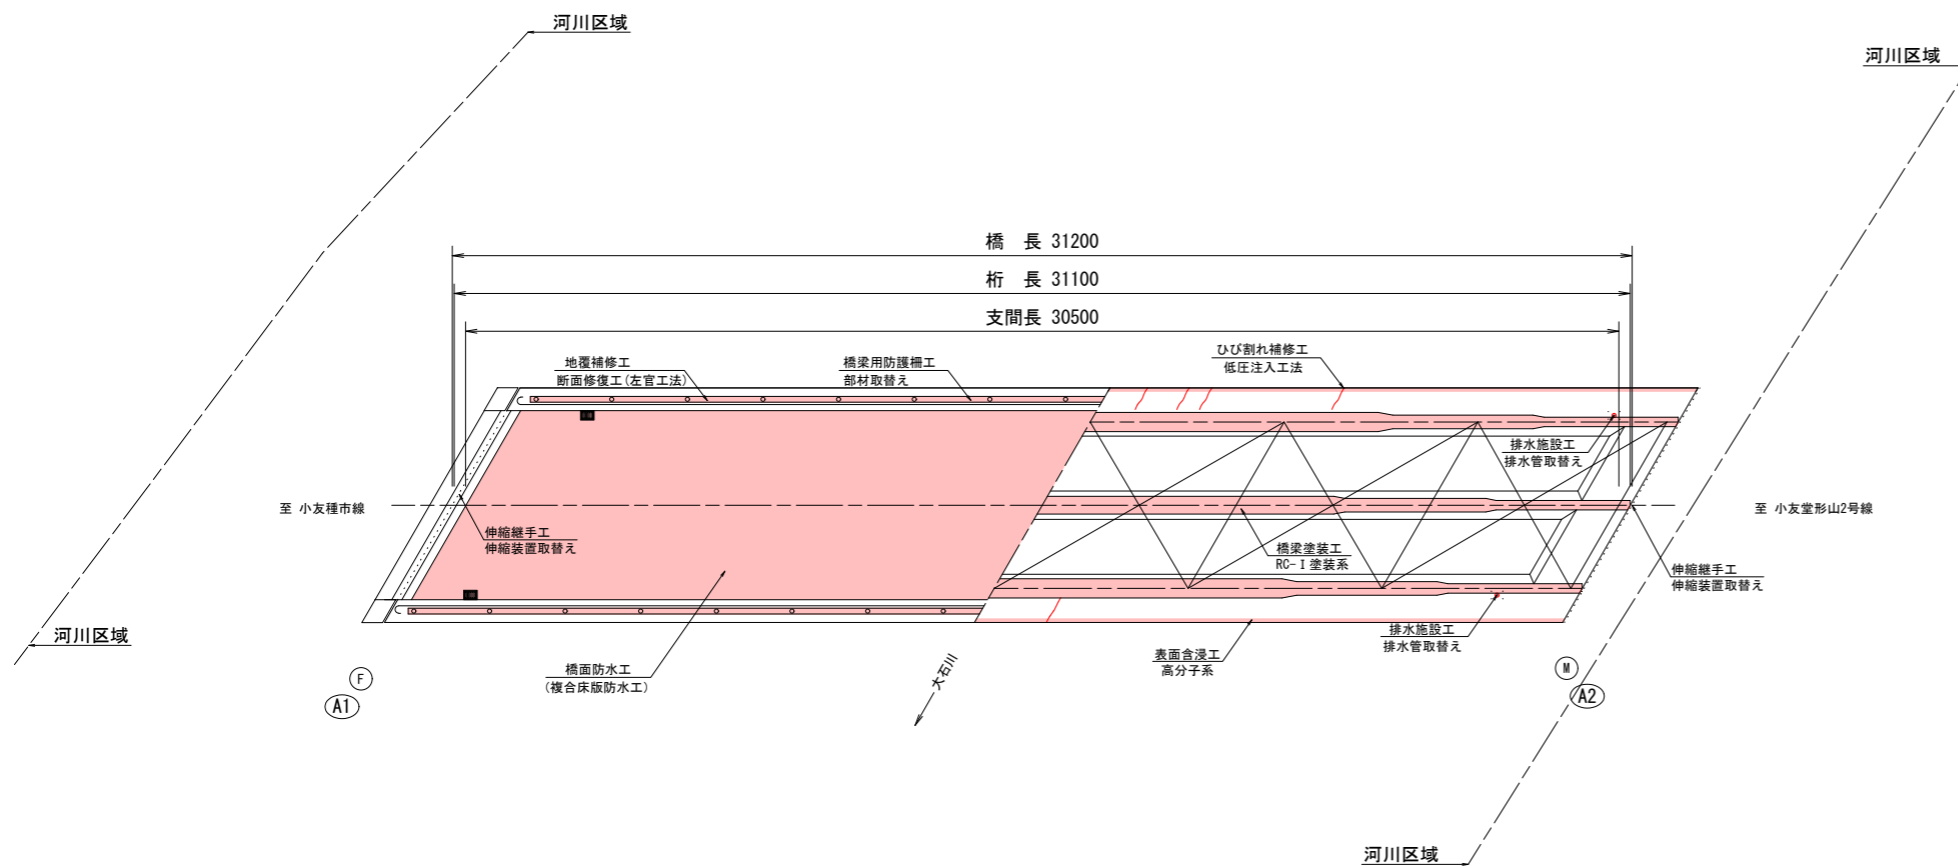 河川区域
河川区域
橋　長 31200
桁　長 31100
支間長 30500
地覆補修工
断面修復工(左官工法)
橋梁用防護柵工
部材取替え
ひび割れ補修工
低圧注入工法
排水施設工
排水管取替え
至 小友種市線
至 小友堂形山2号線
伸縮継手工
伸縮装置取替え
橋梁塗装工
RC-Ⅰ塗装系
伸縮継手工
伸縮装置取替え
河川区域
排水施設工
排水管取替え
橋面防水工
(複合床版防水工)
大石川
表面含浸工
高分子系
F
A1
M
A2
河川区域